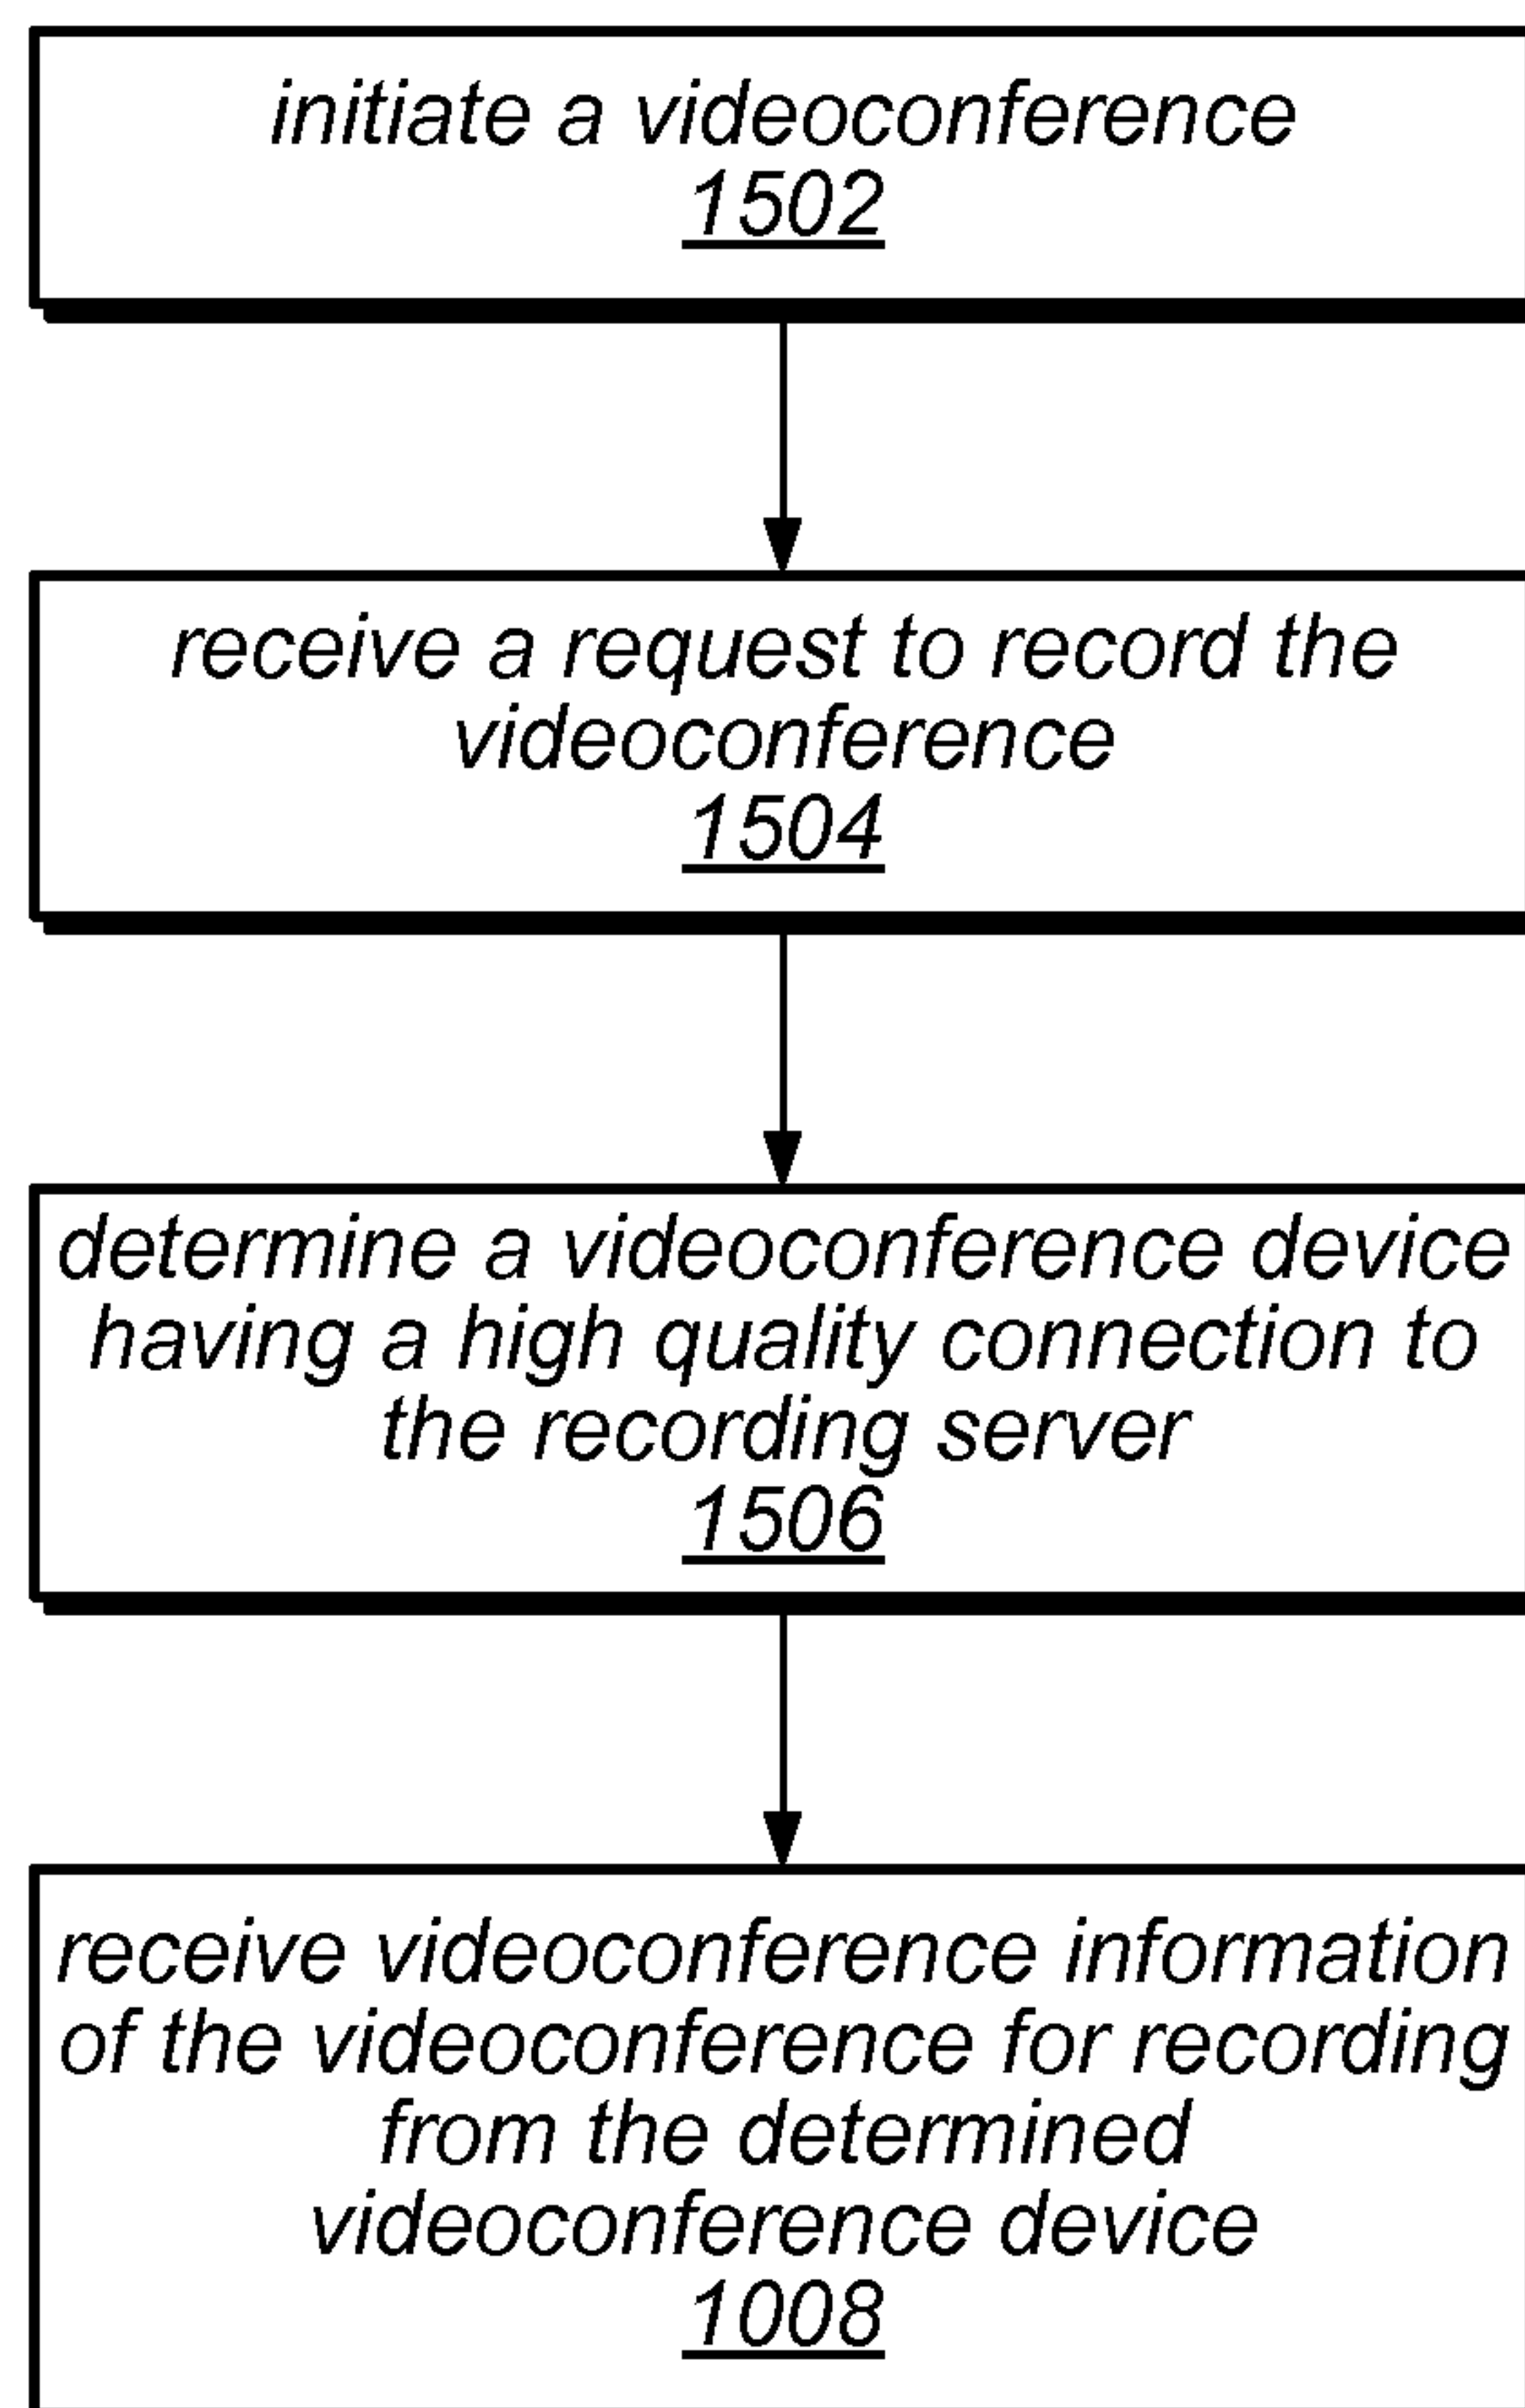 initiate a videoconference
1502
receive a request to record the
videoconference
1504
determine a videoconference device
having a high quality connection to
the recording server
1506
receive videoconference information
of the videoconference for recording
from the determined
videoconference device
1008